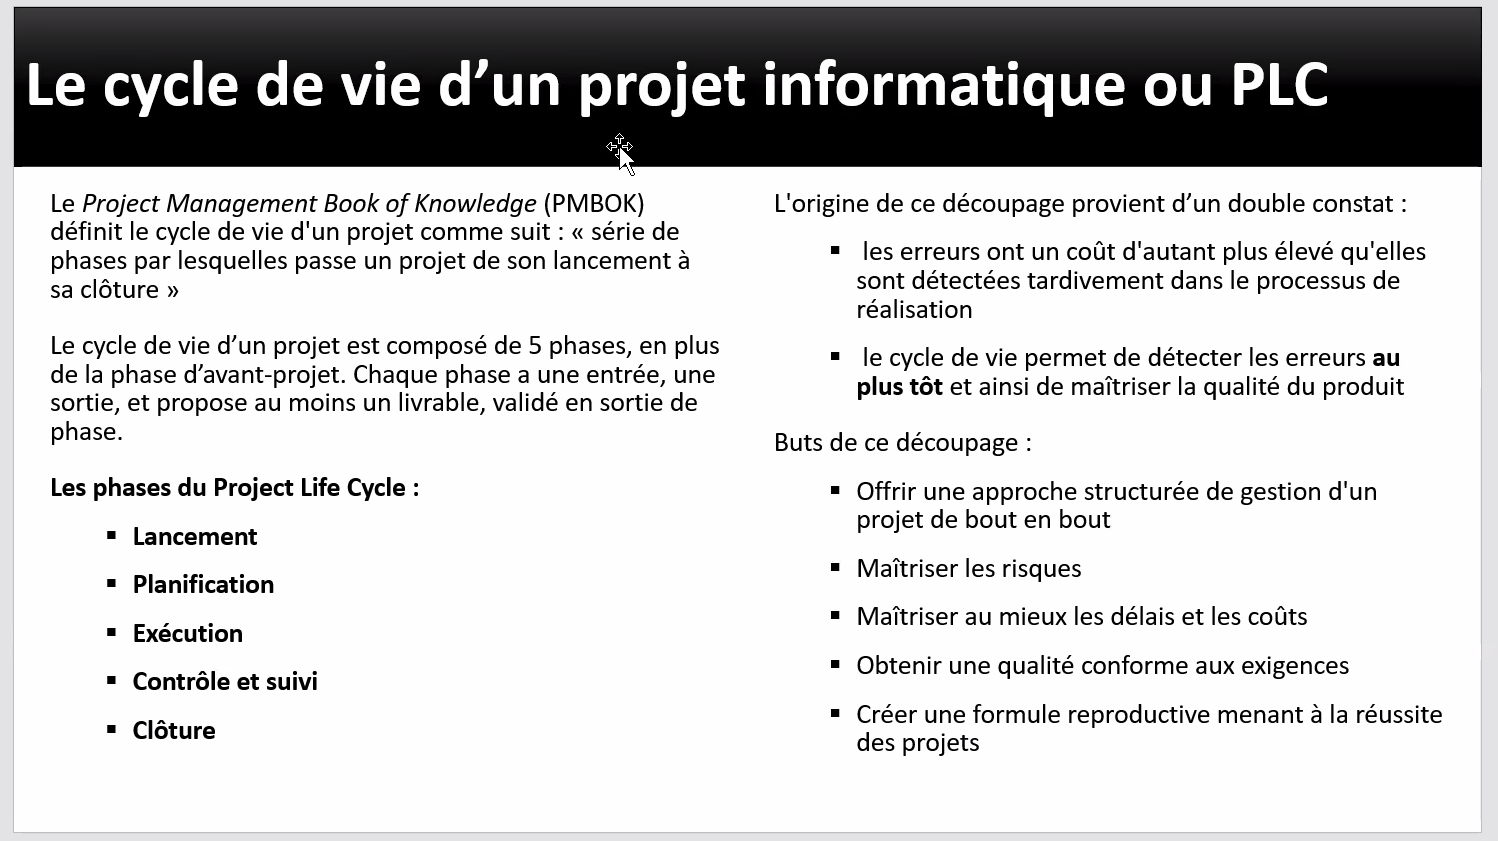 Le cycle de vie d’un projet informatique ou PLC
Le Project Management Book of Knowledge (PMBOK)
définit le cycle de vie d'un projet comme suit : « série de
phases par lesquelles passe un projet de son lancement à
sa clôture »
Le cycle de vie d’un projet est composé de 5 phases, en plus
de la phase d’avant-projet. Chaque phase a une entrée, une
sortie, et propose au moins un livrable, validé en sortie de
phase.
Les phases du Project Life Cycle :
▪ Lancement
▪ Planification
▪ Exécution
▪ Contrôle et suivi
▪ Clôture
L'origine de ce découpage provient d’un double constat :
▪ les erreurs ont un coût d'autant plus élevé qu'elles
sont détectées tardivement dans le processus de
réalisation
▪ le cycle de vie permet de détecter les erreurs au
plus tôt et ainsi de maîtriser la qualité du produit
Buts de ce découpage :
▪ Offrir une approche structurée de gestion d'un
projet de bout en bout
▪ Maîtriser les risques
▪ Maîtriser au mieux les délais et les coûts
▪ Obtenir une qualité conforme aux exigences
▪ Créer une formule reproductive menant à la réussite
des projets